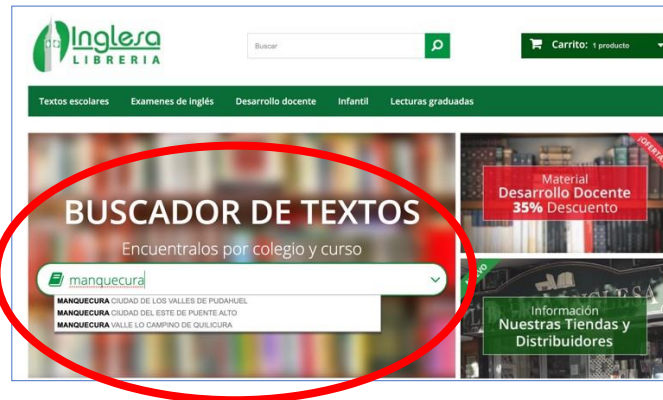 Inglesa
LIBRERIA
Buscar
Carrito: 1 producto
Textos escolares Examenes de inglés Desarrollo docente Infantil Lecturas graduadas
BUSCADOR DE TEXTOS
Encuentralos por colegio y curso
manquecura
MANQUECURA CIUDAD DE LOS VALLES DE PUDAHUEL
MANQUECURA CIUDAD DEL ESTE DE PUENTE ALTO
MANQUECURA VALLE LO CAMPINO DE QUILICURA
¡OFERTA!
Material
Desarrollo Docente
35% Descuento
NUEVO
Información
Nuestras Tiendas y
Distribuidores